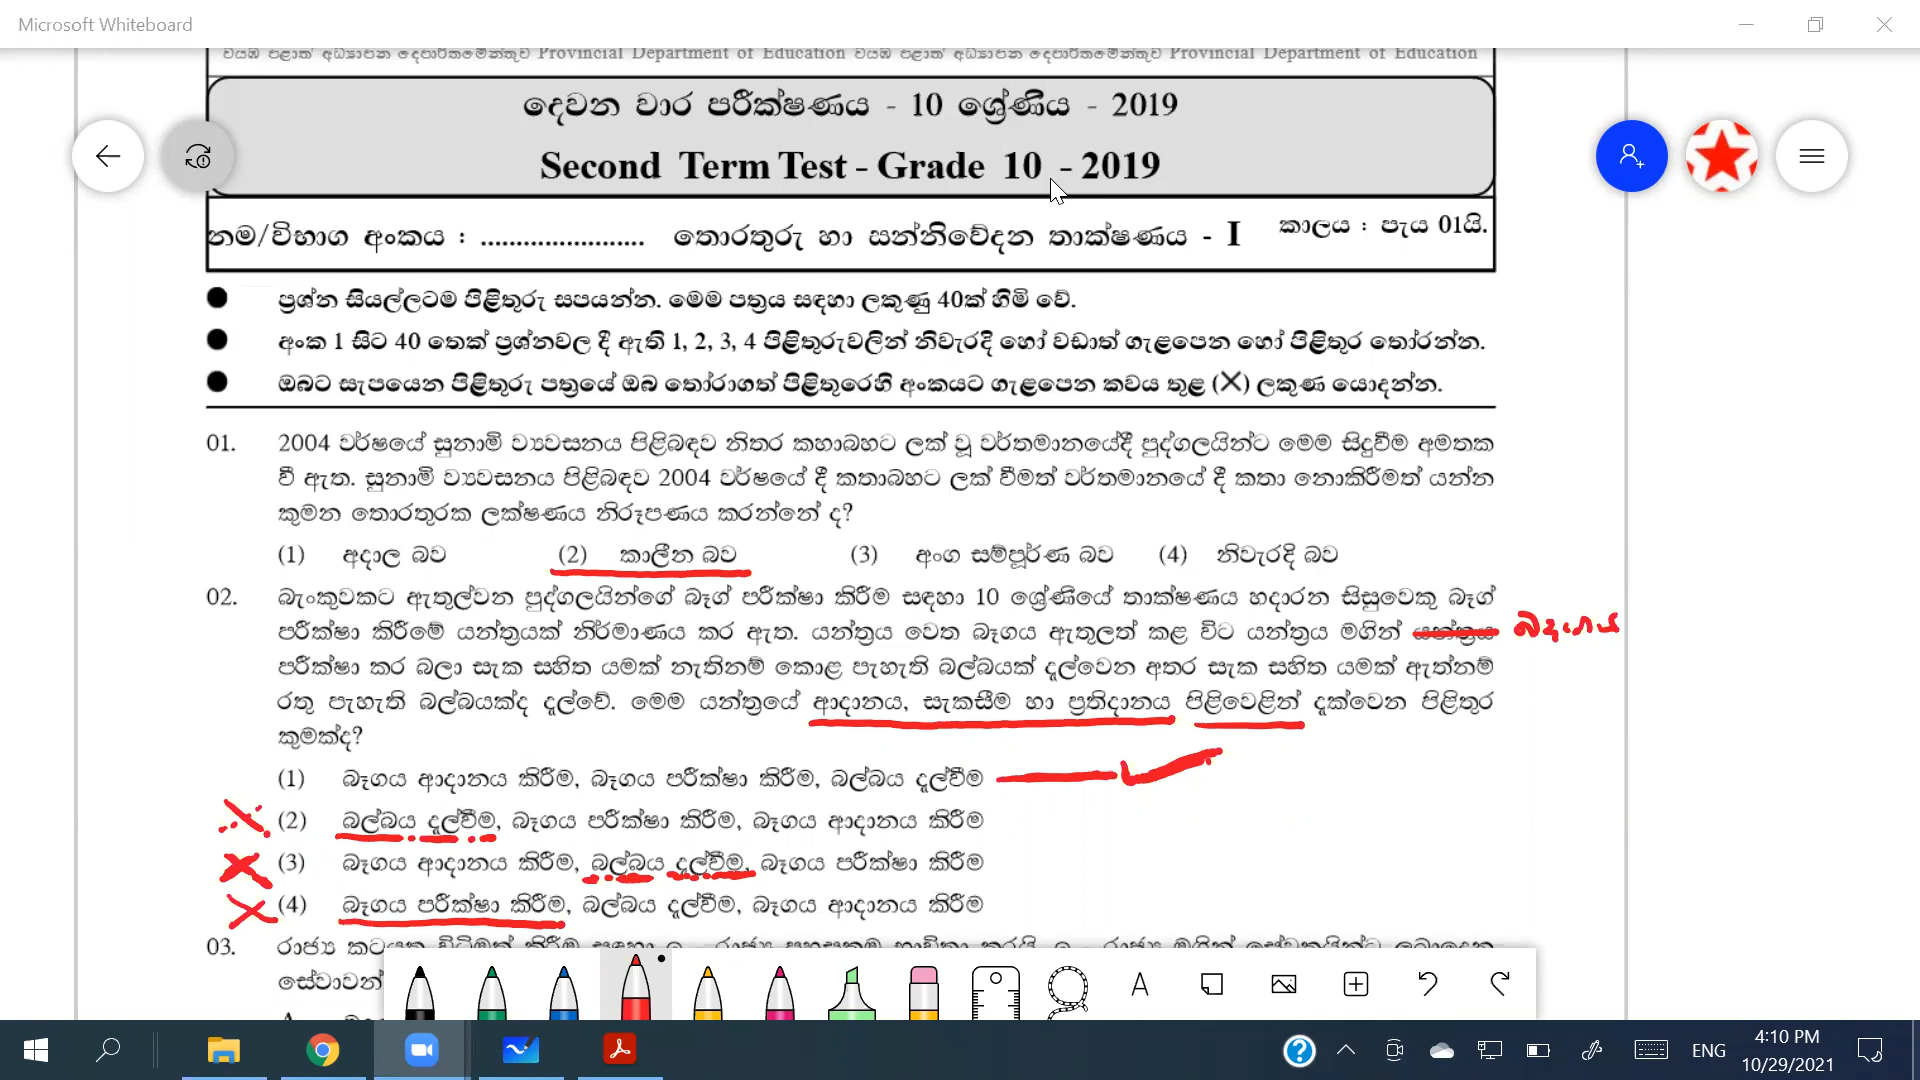 Microsoft Whiteboard
වයඹ පළාත් අධ්‍යාපන දෙපාර්තමේන්තුව Provincial Department of Education වයඹ පළාත් අධ්‍යාපන දෙපාර්තමේන්තුව Provincial Department of Education
දෙවන වාර පරීක්ෂණය - 10 ශ්‍රේණිය - 2019
Second Term Test - Grade 10 - 2019
නම/විභාග අංකය : ....................... තොරතුරු හා සන්නිවේදන තාක්ෂණය - I කාලය : පැය 01යි.
● ප්‍රශ්න සියල්ලටම පිළිතුරු සපයන්න. මෙම පත්‍රය සඳහා ලකුණු 40ක් හිමි වේ.
● අංක 1 සිට 40 තෙක් ප්‍රශ්නවල දී ඇති 1, 2, 3, 4 පිළිතුරුවලින් නිවැරදි හෝ වඩාත් ගැළපෙන හෝ පිළිතුර තෝරන්න.
● ඔබට සැපයෙන පිළිතුරු පත්‍රයේ ඔබ තෝරාගත් පිළිතුරෙහි අංකයට ගැළපෙන කවය තුළ (X) ලකුණ යොදන්න.
01. 2004 වර්ෂයේ සුනාමි ව්‍යවසනය පිළිබඳව නිතර කහාබහට ලක් වූ වර්තමානයේදී පුද්ගලයින්ට මෙම සිදුවීම අමතක
වී ඇත. සුනාමි ව්‍යවසනය පිළිබඳව 2004 වර්ෂයේ දී කතාබහට ලක් වීමත් වර්තමානයේ දී කතා නොකිරීමත් යන්න
කුමන තොරතුරක ලක්ෂණය නිරූපණය කරන්නේ ද?
(1) අදාල බව (2) කාලීන බව (3) අංග සම්පූර්ණ බව (4) නිවැරදි බව
02. බැංකුවකට ඇතුල්වන පුද්ගලයින්ගේ බෑග් පරීක්ෂා කිරීම සඳහා 10 ශ්‍රේණියේ තාක්ෂණය හදාරන සිසුවෙකු බෑග්
පරීක්ෂා කිරීමේ යන්ත්‍රයක් නිර්මාණය කර ඇත. යන්ත්‍රය වෙත බෑගය ඇතුලත් කළ විට යන්ත්‍රය මගින් යන්ත්‍රය බෑගය
පරීක්ෂා කර බලා සැක සහිත යමක් නැතිනම් කොළ පැහැති බල්බයක් දැල්වෙන අතර සැක සහිත යමක් ඇත්නම්
රතු පැහැති බල්බයක්ද දැල්වේ. මෙම යන්ත්‍රයේ ආදානය, සැකසීම හා ප්‍රතිදානය පිළිවෙළින් දැක්වෙන පිළිතුර
කුමක්ද?
(1) බෑගය ආදානය කිරීම, බෑගය පරීක්ෂා කිරීම, බල්බය දැල්වීම
(2) බල්බය දැල්වීම, බෑගය පරීක්ෂා කිරීම, බෑගය ආදානය කිරීම
(3) බෑගය ආදානය කිරීම, බල්බය දැල්වීම, බෑගය පරීක්ෂා කිරීම
(4) බෑගය පරීක්ෂා කිරීම, බල්බය දැල්වීම, බෑගය ආදානය කිරීම
03. රාජ්‍ය
සේවාවන්
ENG
4:10 PM
10/29/2021